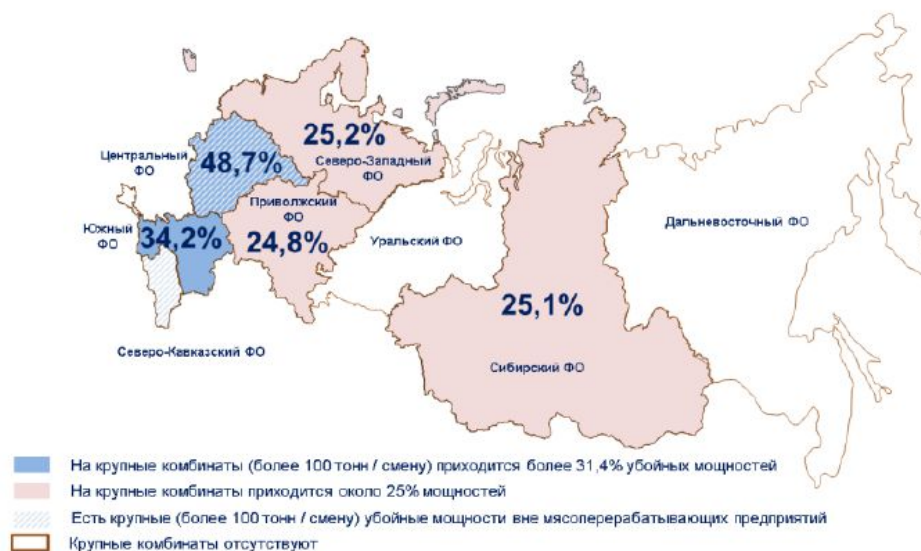 25,2%
Центральный
ФО
48,7%
Северо-Западный
ФО
Приволжский
ФО
Дальневосточный ФО
Южный
ФО
34,2%
24,8%
Уральский ФО
25,1%
Северо-Кавказский ФО
Сибирский ФО
На крупные комбинаты (более 100 тонн / смену) приходится более 31,4% убойных мощностей
На крупные комбинаты приходится около 25% мощностей
Есть крупные (более 100 тонн / смену) убойные мощности вне мясоперерабатывающих предприятий
Крупные комбинаты отсутствуют